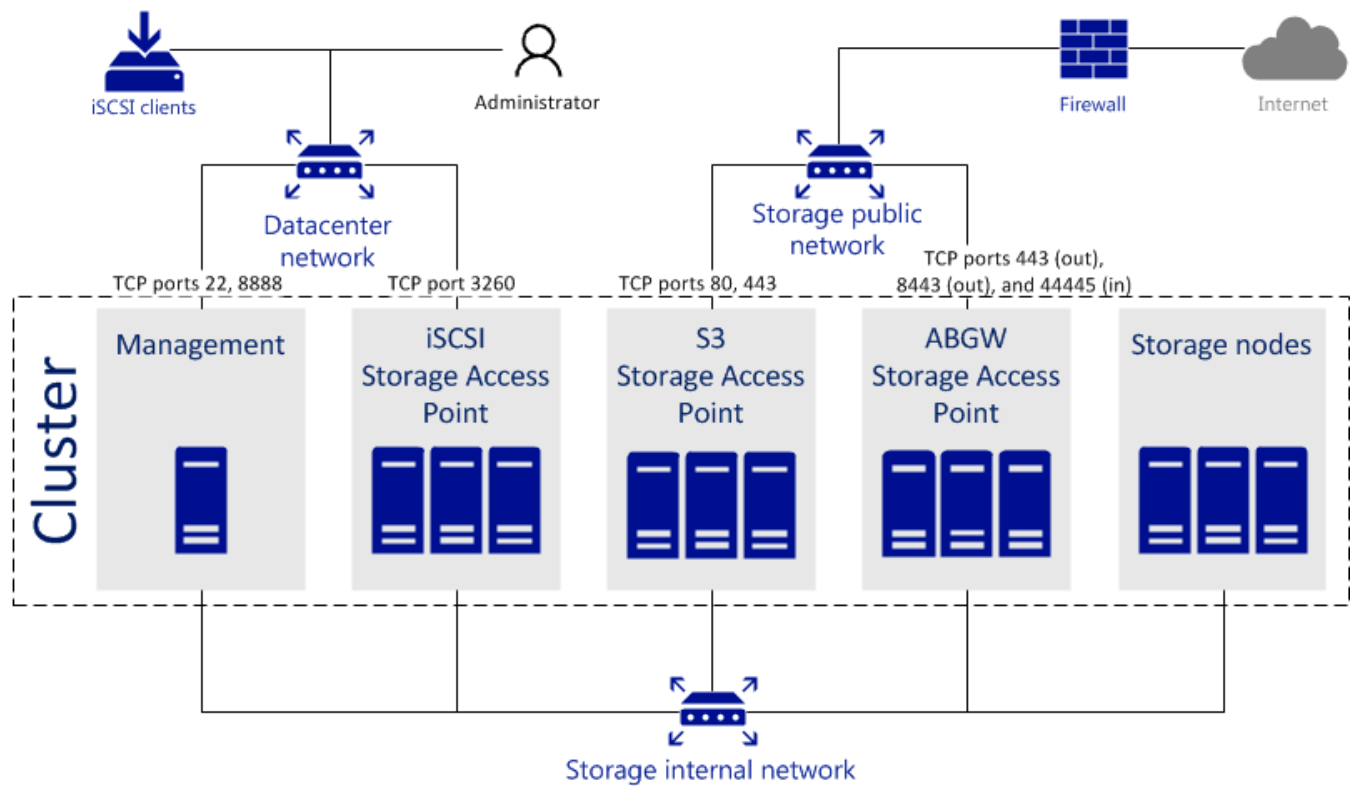 iSCSI clients
Administrator
Firewall
Internet
Datacenter
network
Storage public
network
TCP ports 22, 8888
TCP port 3260
TCP ports 80, 443
TCP ports 443 (out),
8443 (out), and 44445 (in)
Cluster
Management
iSCSI
Storage Access
Point
S3
Storage Access
Point
ABGW
Storage Access
Point
Storage nodes
Storage internal network